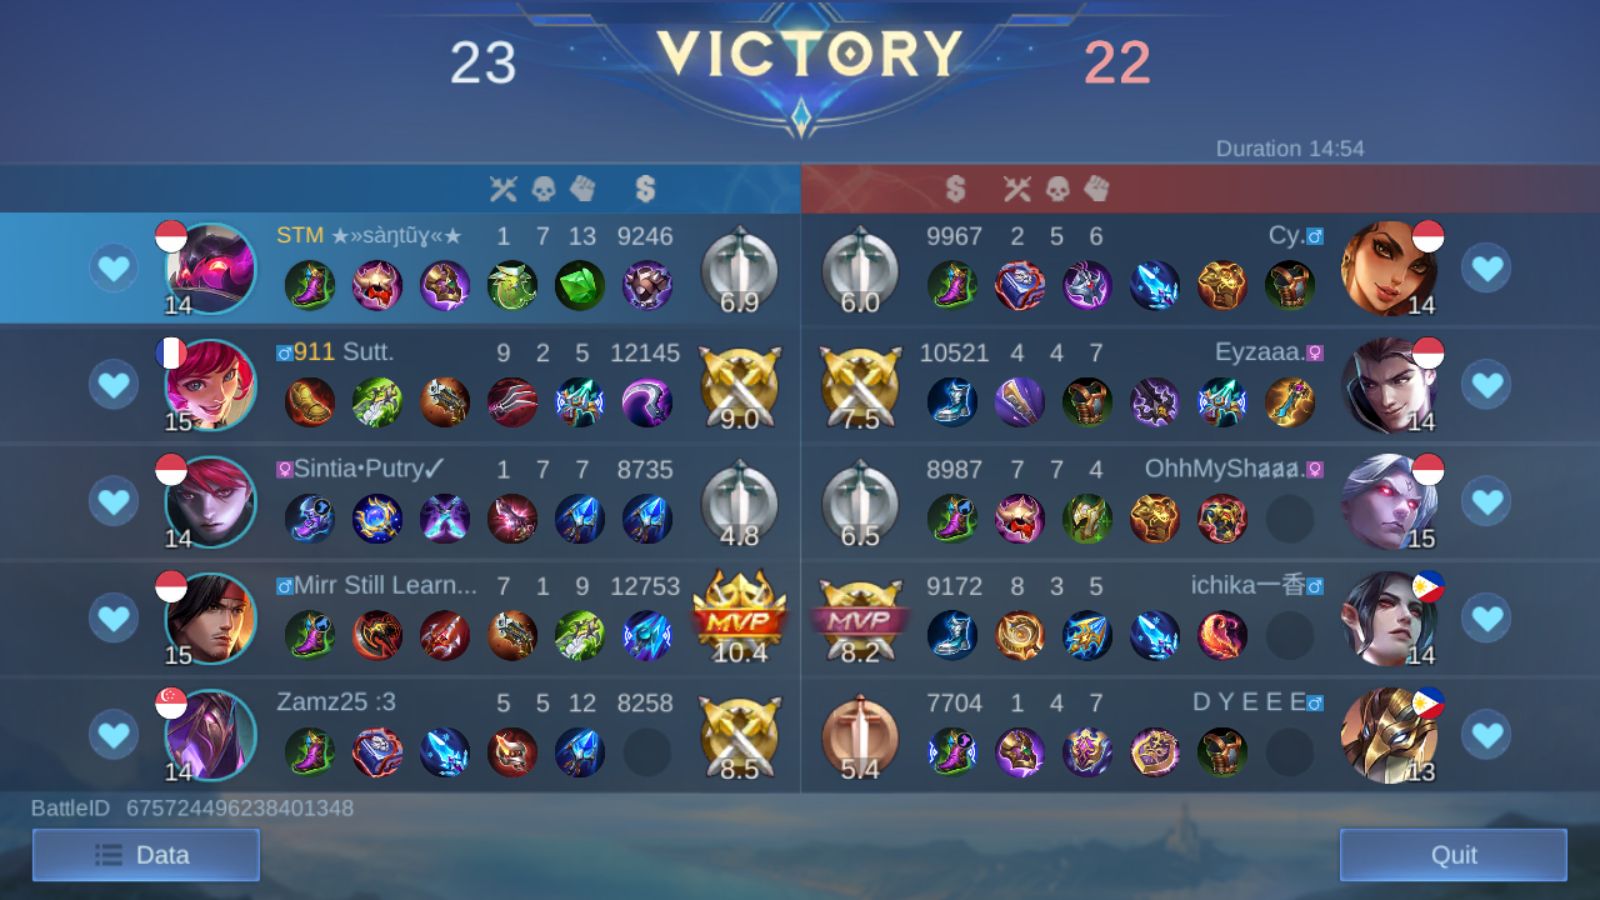 VICTORY
23 22
Duration 14:54
STM ★»sàŋtũɣ«★ 1 7 13 9246
14 6.9
9967 2 5 6 Cy.
6.0 14
911 Sutt. 9 2 5 12145
15 9.0
10521 4 4 7 Eyzaaa.
7.5 14
Sintia•Putry✓ 1 7 7 8735
14 4.8
8987 7 7 4 OhhMyShⱥⱥⱥ.
6.5 15
Mirr Still Learn... 7 1 9 12753
MVP
15 10.4
9172 8 3 5 ichika一香
MVP
8.2 14
Zamz25 :3 5 5 12 8258
14 8.5
7704 1 4 7 D Y E E E
5.4 13
BattleID 675724496238401348
Data
Quit